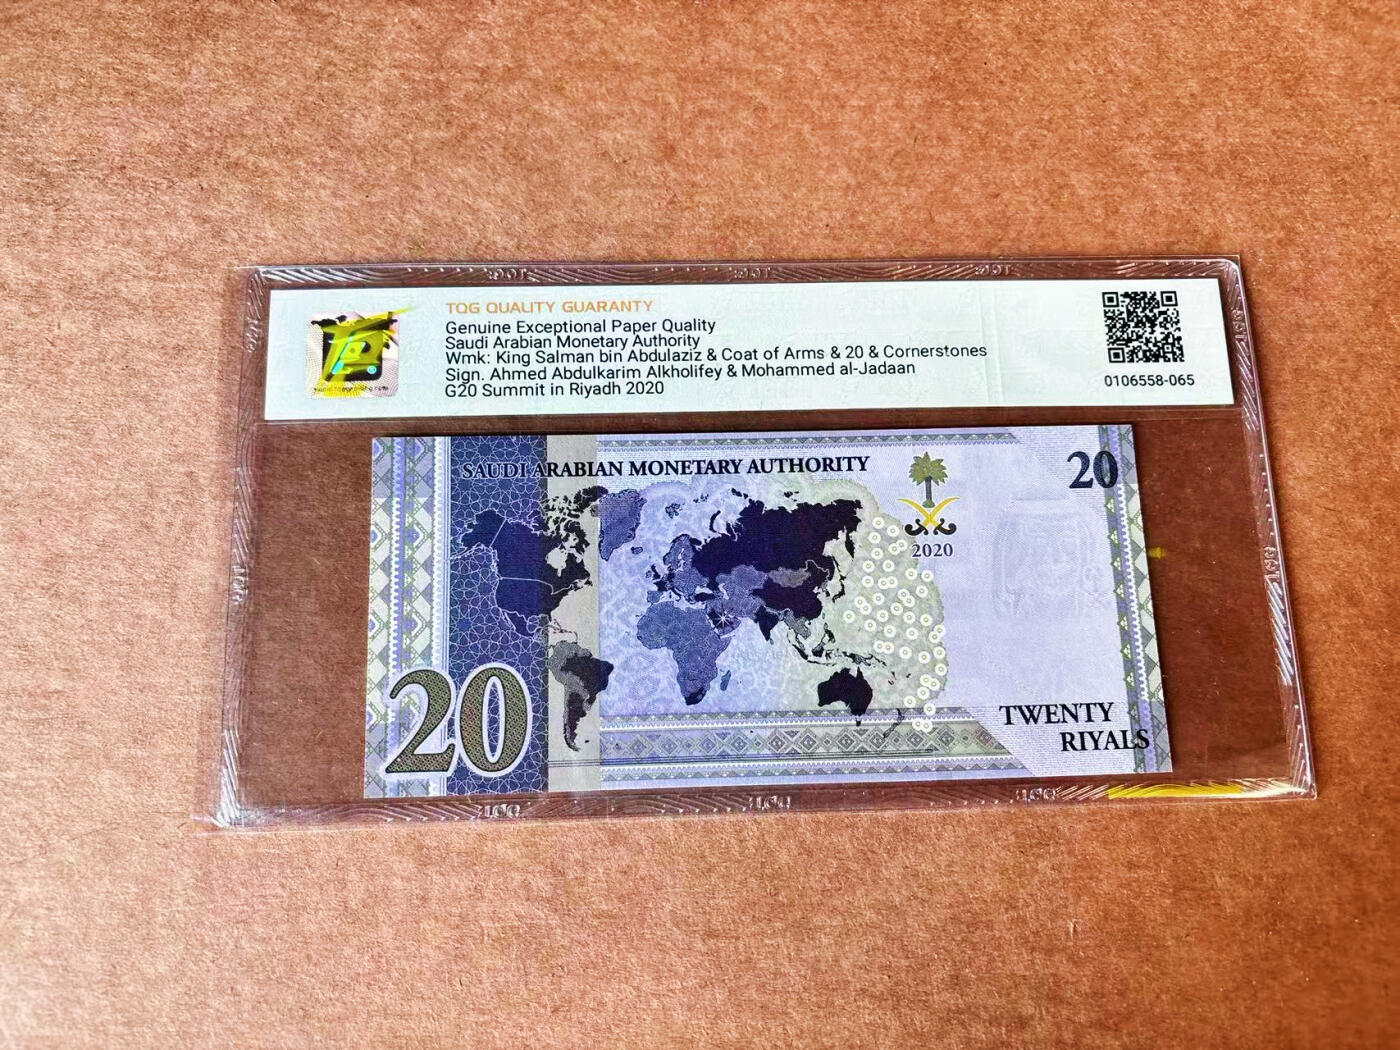 TQG QUALITY GUARANTY
Genuine Exceptional Paper Quality
Saudi Arabian Monetary Authority
Wmk: King Salman bin Abdulaziz & Coat of Arms & 20 & Cornerstones
Sign. Ahmed Abdulkarim Alkholifey & Mohammed al-Jadaan
G20 Summit in Riyadh 2020
0106558-065
SAUDI ARABIAN MONETARY AUTHORITY
20
2020
20
TWENTY
RIYALS